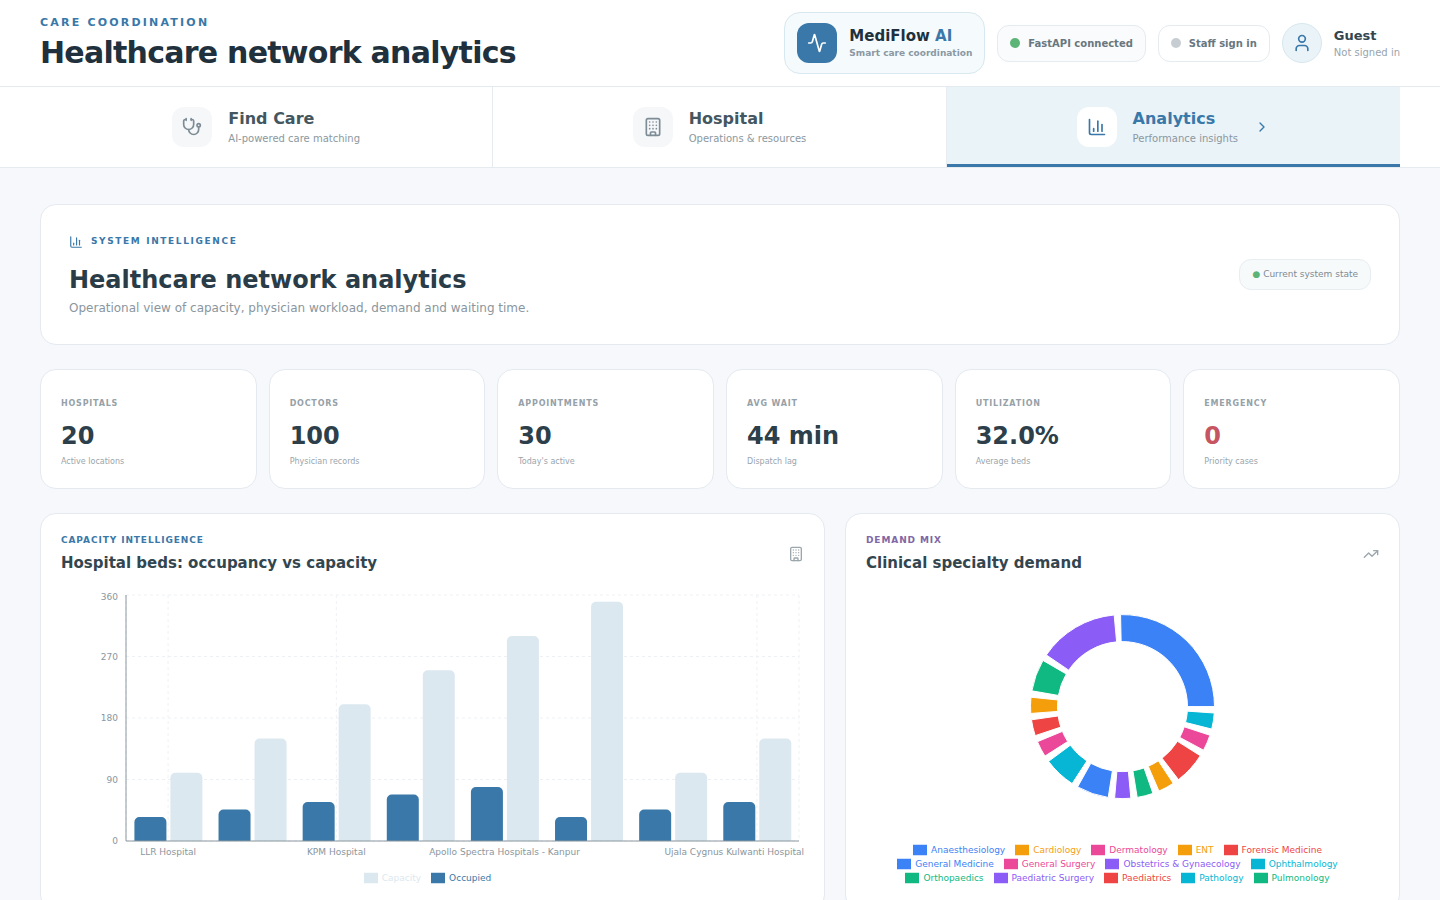 CARE COORDINATION
Healthcare network analytics
MediFlow AI
Smart care coordination
FastAPI connected
Staff sign in
Guest
Not signed in
Find Care
AI-powered care matching
Hospital
Operations & resources
Analytics
Performance insights
SYSTEM INTELLIGENCE
Healthcare network analytics
Operational view of capacity, physician workload, demand and waiting time.
Current system state
HOSPITALS
20
Active locations
DOCTORS
100
Physician records
APPOINTMENTS
30
Today's active
AVG WAIT
44 min
Dispatch lag
UTILIZATION
32.0%
Average beds
EMERGENCY
0
Priority cases
CAPACITY INTELLIGENCE
Hospital beds: occupancy vs capacity
360
270
180
90
0
LLR Hospital KPM Hospital Apollo Spectra Hospitals - Kanpur Ujala Cygnus Kulwanti Hospital
Capacity Occupied
DEMAND MIX
Clinical specialty demand
Anaesthesiology Cardiology Dermatology ENT Forensic Medicine
General Medicine General Surgery Obstetrics & Gynaecology Ophthalmology
Orthopaedics Paediatric Surgery Paediatrics Pathology Pulmonology